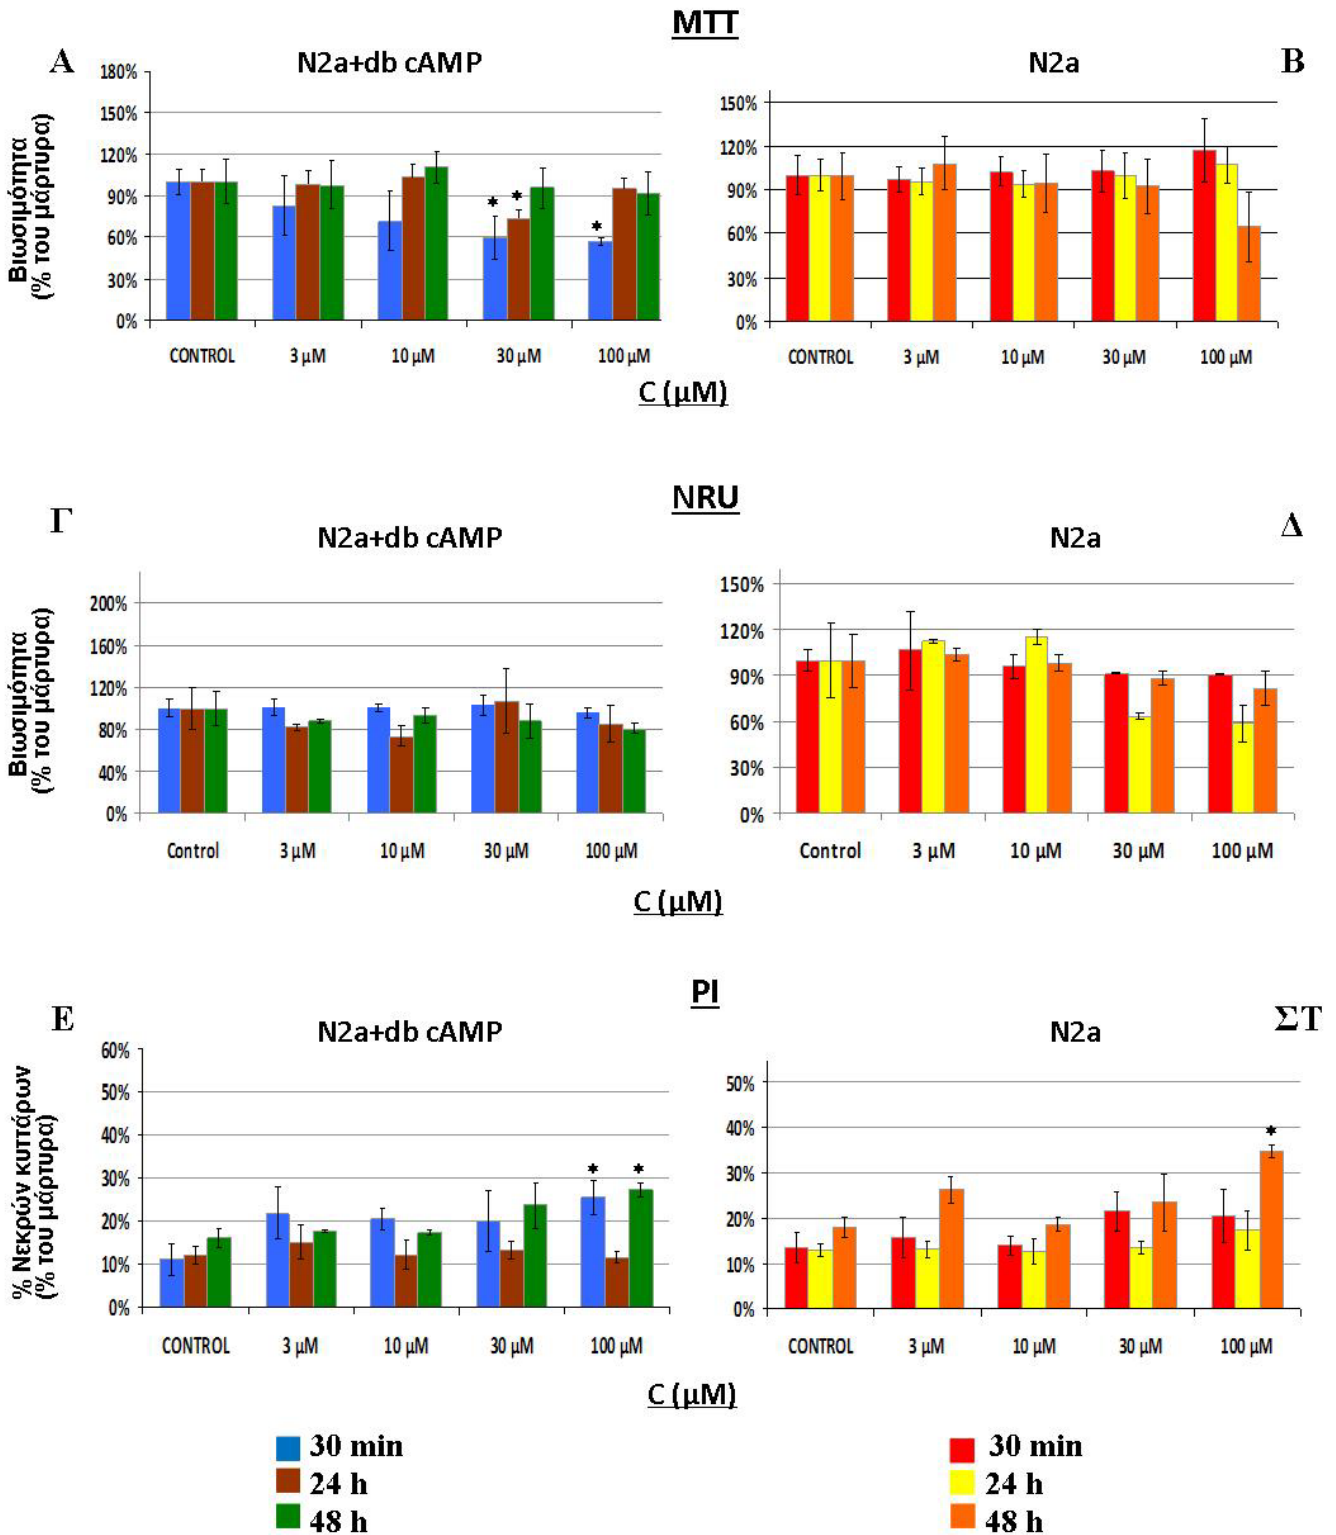 MTT
A
N2a+db cAMP
N2a
B
Βιωσιμότητα
(% του μάρτυρα)
180%
150%
120%
90%
60%
30%
0%
*
*
*
CONTROL
3 μM
10 μM
30 μM
100 μM
150%
120%
90%
60%
30%
0%
CONTROL
3 μM
10 μM
30 μM
100 μM
C (μM)
NRU
Γ
N2a+db cAMP
N2a
Δ
Βιωσιμότητα
(% του μάρτυρα)
200%
160%
120%
80%
40%
0%
Control
3 μM
10 μM
30 μM
100 μM
150%
120%
90%
60%
30%
0%
Control
3 μM
10 μM
30 μM
100 μM
C (μM)
PI
E
N2a+db cAMP
N2a
ΣΤ
% Νεκρών κυττάρων
(% του μάρτυρα)
60%
50%
40%
30%
20%
10%
0%
*
*
CONTROL
3 μM
10 μM
30 μM
100 μM
50%
40%
30%
20%
10%
0%
*
CONTROL
3 μM
10 μM
30 μM
100 μM
C (μM)
30 min
24 h
48 h
30 min
24 h
48 h